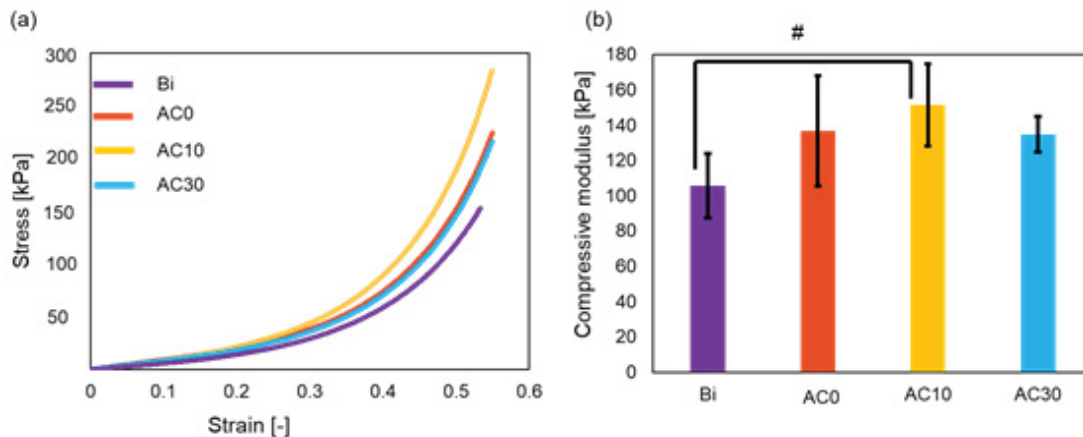 (a)
300
250
200
150
100
50
Stress [kPa]
Bi
AC0
AC10
AC30
0
0.1
0.2
0.3
0.4
0.5
0.6
Strain [-]
(b)
#
180
160
140
120
100
80
60
40
20
0
Compressive modulus [kPa]
Bi
AC0
AC10
AC30